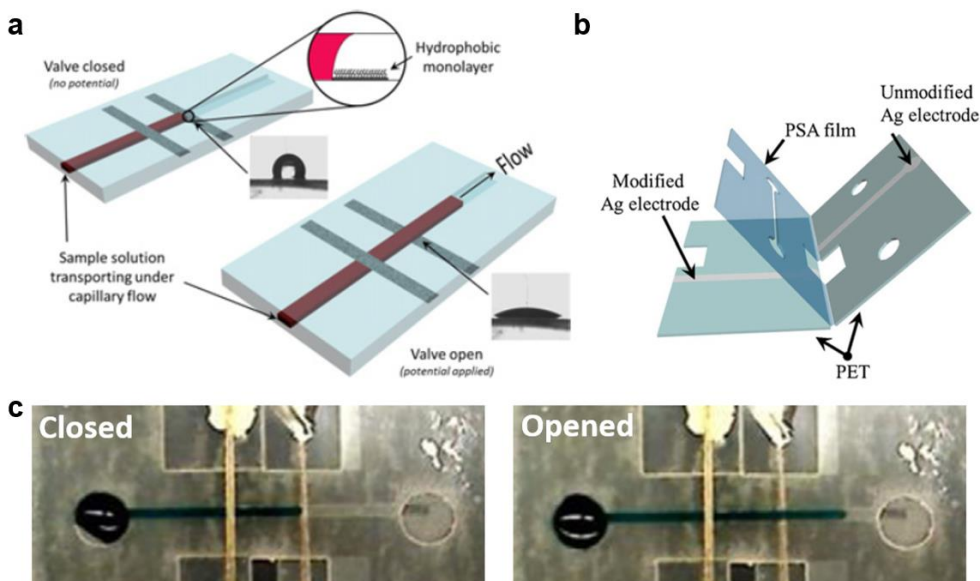 a
Valve closed
(no potential)
Hydrophobic
monolayer
Flow
Sample solution
transporting under
capillary flow
Valve open
(potential applied)
b
Unmodified
Ag electrode
PSA film
Modified
Ag electrode
PET
c
Closed
Opened